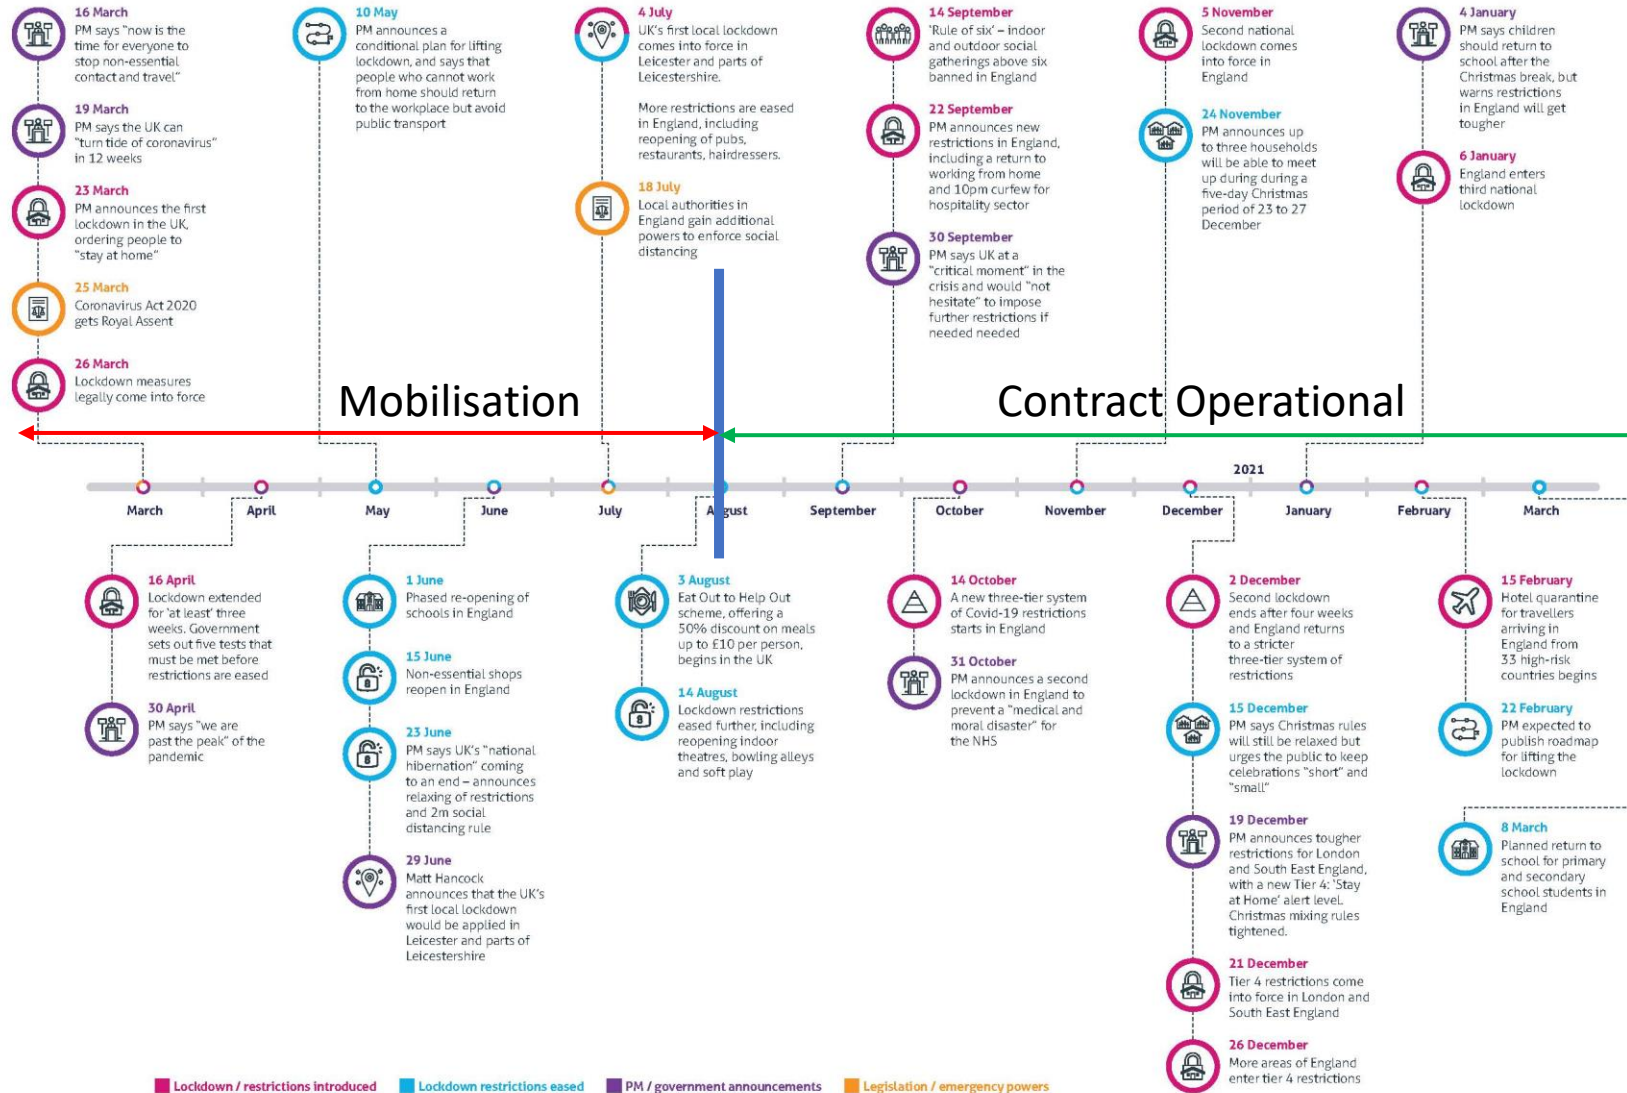 16 March
PM says "now is the
time for everyone to
stop non-essential
contact and travel"
19 March
PM says the UK can
"turn tide of coronavirus"
in 12 weeks
23 March
PM announces the first
lockdown in the UK,
ordering people to
"stay at home"
25 March
Coronavirus Act 2020
gets Royal Assent
26 March
Lockdown measures
legally come into force
10 May
PM announces a
conditional plan for lifting
lockdown, and says that
people who cannot work
from home should return
to the workplace but avoid
public transport
4 July
UK's first local lockdown
comes into force in
Leicester and parts of
Leicestershire.
More restrictions are eased
in England, including
reopening of pubs,
restaurants, hairdressers.
18 July
Local authorities in
England gain additional
powers to enforce social
distancing
14 September
'Rule of six' – indoor
and outdoor social
gatherings above six
banned in England
22 September
PM announces new
restrictions in England,
including a return to
working from home
and 10pm curfew for
hospitality sector
30 September
PM says UK at a
"critical moment" in the
crisis and would "not
hesitate" to impose
further restrictions if
needed needed
5 November
Second national
lockdown comes
into force in
England
24 November
PM announces up
to three households
will be able to meet
up during during a
five-day Christmas
period of 23 to 27
December
4 January
PM says children
should return to
school after the
Christmas break, but
warns restrictions
in England will get
tougher
6 January
England enters
third national
lockdown
Mobilisation
Contract Operational
2021
March April May June July August September October November December January February March
16 April
Lockdown extended
for 'at least' three
weeks. Government
sets out five tests that
must be met before
restrictions are eased
30 April
PM says "we are
past the peak" of the
pandemic
1 June
Phased re-opening of
schools in England
15 June
Non-essential shops
reopen in England
23 June
PM says UK's "national
hibernation" coming
to an end – announces
relaxing of restrictions
and 2m social
distancing rule
29 June
Matt Hancock
announces that the UK's
first local lockdown
would be applied in
Leicester and parts of
Leicestershire
3 August
Eat Out to Help Out
scheme, offering a
50% discount on meals
up to £10 per person,
begins in the UK
14 August
Lockdown restrictions
eased further, including
reopening indoor
theatres, bowling alleys
and soft play
14 October
A new three-tier system
of Covid-19 restrictions
starts in England
31 October
PM announces a second
lockdown in England to
prevent a "medical and
moral disaster" for
the NHS
2 December
Second lockdown
ends after four weeks
and England returns
to a stricter
three-tier system of
restrictions
15 December
PM says Christmas rules
will still be relaxed but
urges the public to keep
celebrations "short" and
"small"
19 December
PM announces tougher
restrictions for London
and South East England,
with a new Tier 4: 'Stay
at Home' alert level.
Christmas mixing rules
tightened.
21 December
Tier 4 restrictions come
into force in London and
South East England
26 December
More areas of England
enter tier 4 restrictions
15 February
Hotel quarantine
for travellers
arriving in
England from
33 high-risk
countries begins
22 February
PM expected to
publish roadmap
for lifting the
lockdown
8 March
Planned return to
school for primary
and secondary
school students in
England
Lockdown / restrictions introduced Lockdown restrictions eased PM / government announcements Legislation / emergency powers